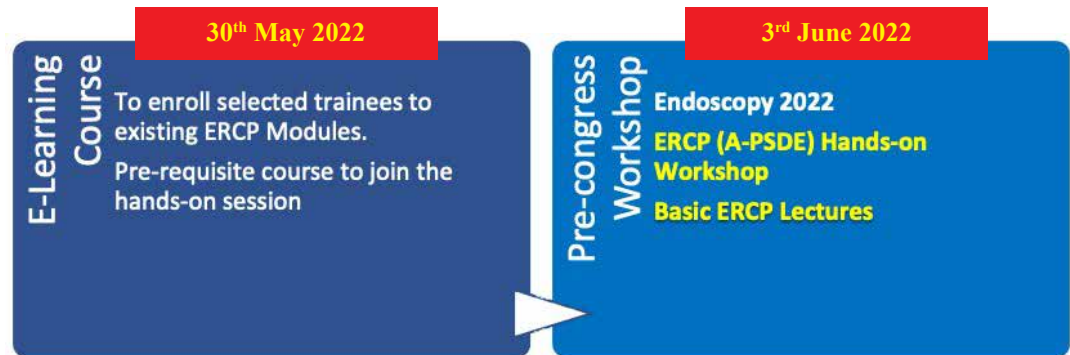 30th May 2022
E-Learning
Course
To enroll selected trainees to
existing ERCP Modules.
Pre-requisite course to join the
hands-on session
3rd June 2022
Pre-congress
Workshop
Endoscopy 2022
ERCP (A-PSDE) Hands-on
Workshop
Basic ERCP Lectures